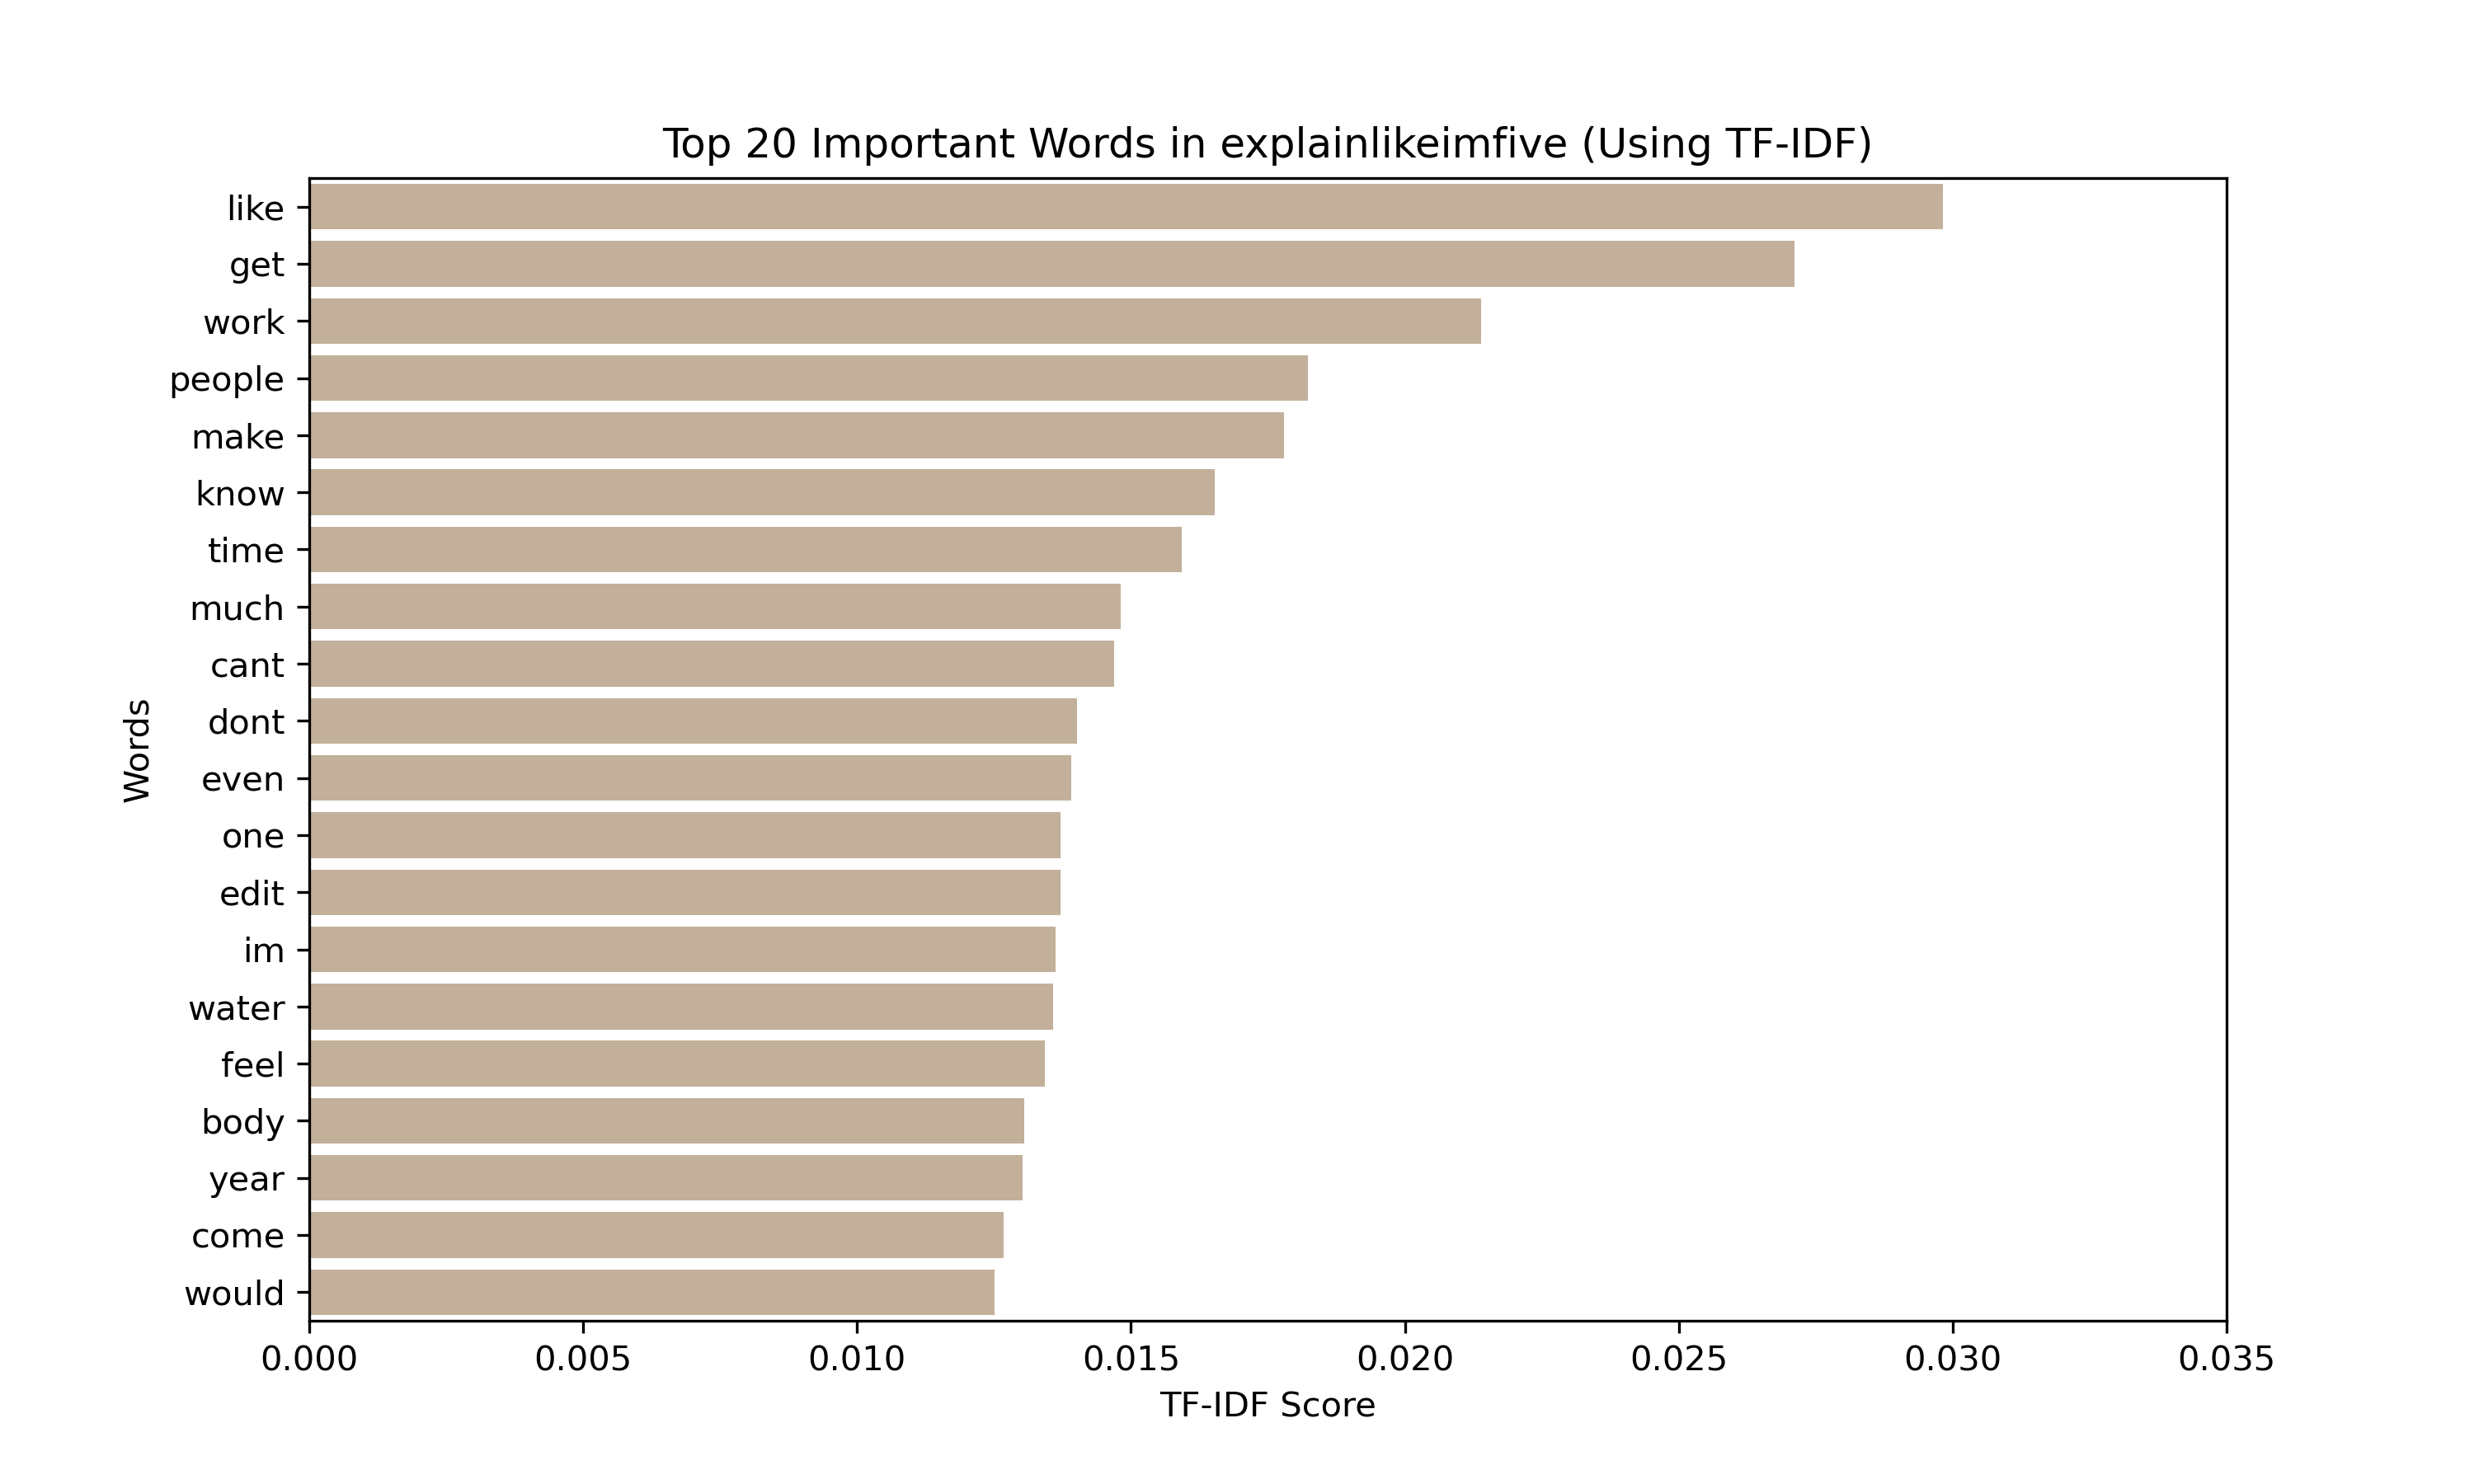 Top 20 Important Words in explainlikeimfive (Using TF-IDF)
like
get
work
people
make
know
time
much
cant
dont
even
one
edit
im
water
feel
body
year
come
would
Words
0.000 0.005 0.010 0.015 0.020 0.025 0.030 0.035
TF-IDF Score